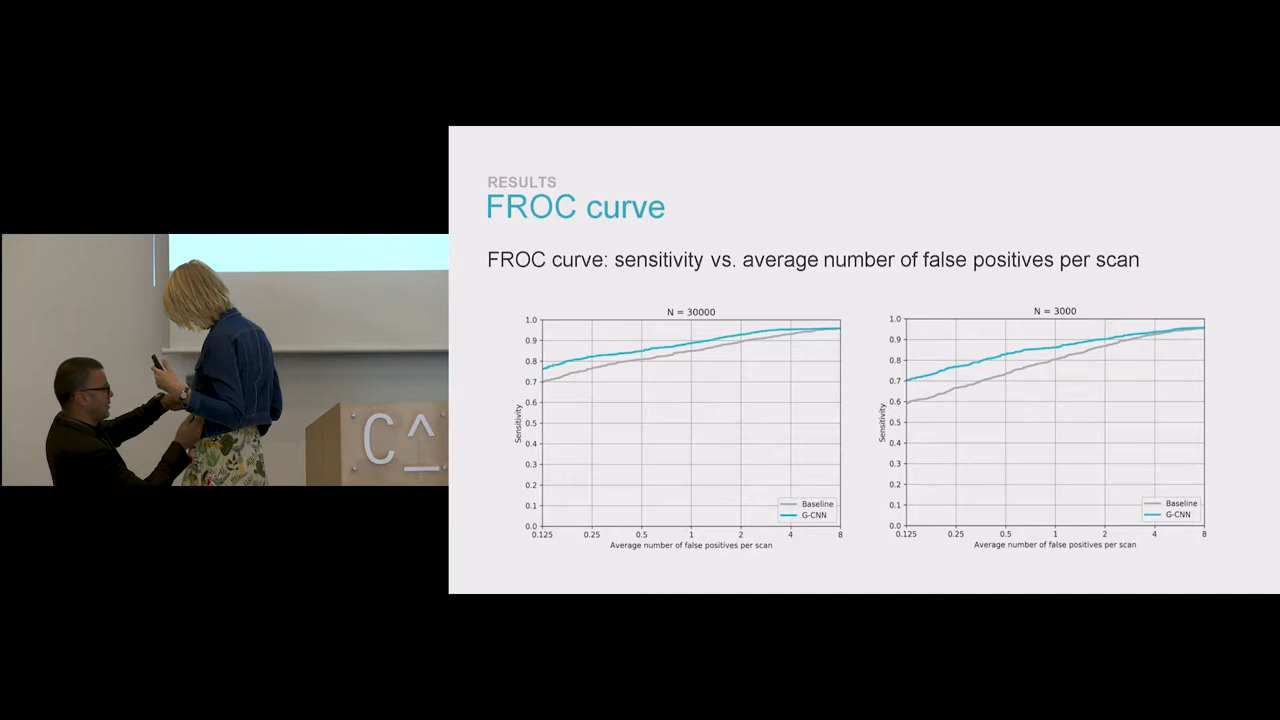 RESULTS
FROC curve
FROC curve: sensitivity vs. average number of false positives per scan
N = 30000
1.0
0.9
0.8
0.7
0.6
0.5
0.4
0.3
0.2
0.1
0.0
Sensitivity
Baseline
G-CNN
0.125 0.25 0.5 1 2 4 8
Average number of false positives per scan
N = 3000
1.0
0.9
0.8
0.7
0.6
0.5
0.4
0.3
0.2
0.1
0.0
Sensitivity
Baseline
G-CNN
0.125 0.25 0.5 1 2 4 8
Average number of false positives per scan
C^_